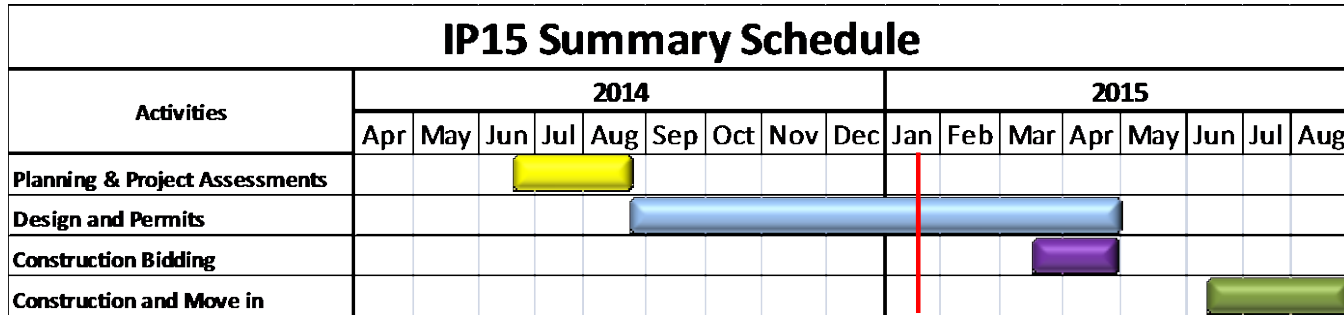 IP15 Summary Schedule
Activities
2014
2015
Apr May Jun Jul Aug Sep Oct Nov Dec Jan Feb Mar Apr May Jun Jul Aug
Planning & Project Assessments
Design and Permits
Construction Bidding
Construction and Move in